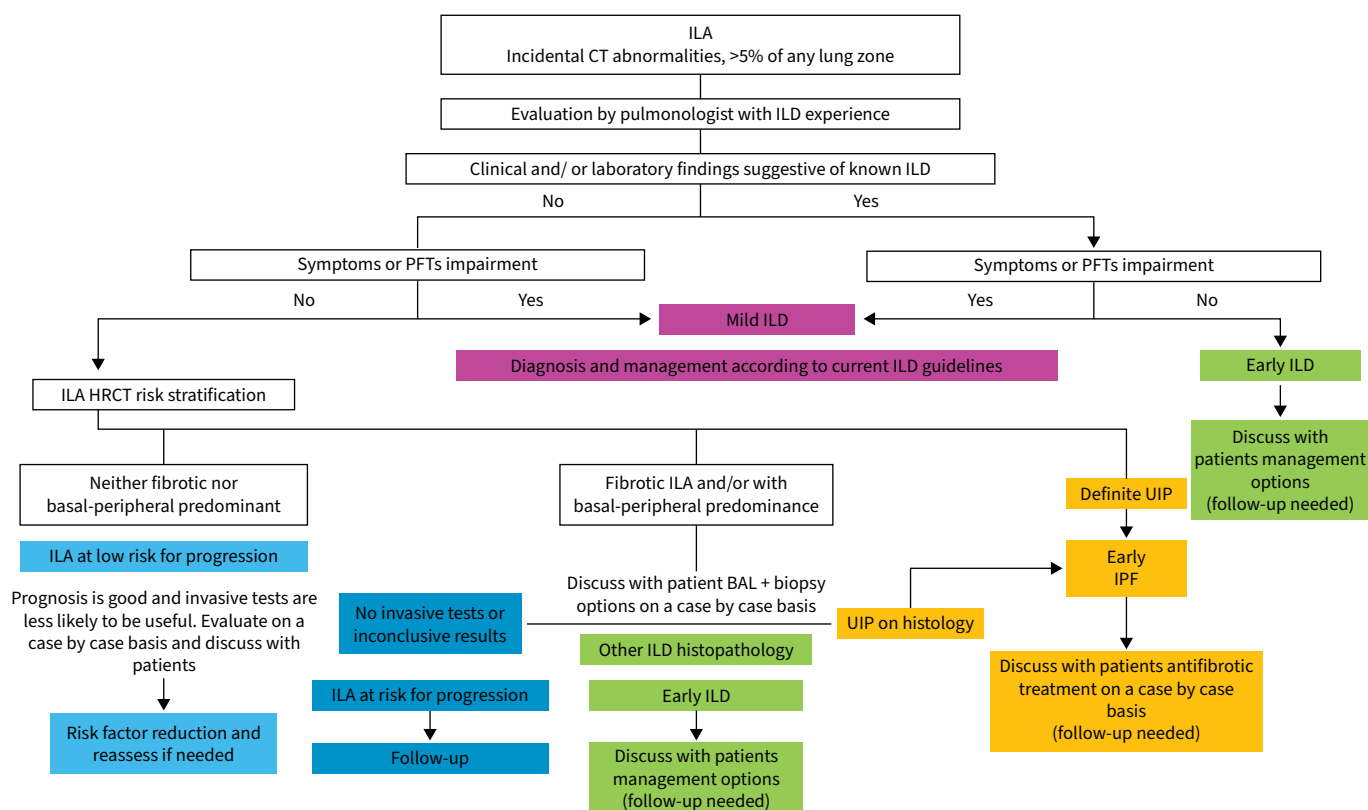 ILA
Incidental CT abnormalities, >5% of any lung zone
Evaluation by pulmonologist with ILD experience
Clinical and/ or laboratory findings suggestive of known ILD
No
Yes
Symptoms or PFTs impairment
Symptoms or PFTs impairment
No
Yes
Yes
No
Mild ILD
Diagnosis and management according to current ILD guidelines
Early ILD
ILA HRCT risk stratification
Discuss with
patients management
options
(follow-up needed)
Neither fibrotic nor
basal-peripheral predominant
Fibrotic ILA and/or with
basal-peripheral predominance
Definite UIP
ILA at low risk for progression
Early
IPF
Discuss with patient BAL + biopsy
options on a case by case basis
Prognosis is good and invasive tests are
less likely to be useful. Evaluate on a
case by case basis and discuss with
patients
No invasive tests or
inconclusive results
UIP on histology
Other ILD histopathology
Discuss with patients antifibrotic
treatment on a case by case
basis
(follow-up needed)
ILA at risk for progression
Early ILD
Risk factor reduction and
reassess if needed
Follow-up
Discuss with patients
management options
(follow-up needed)